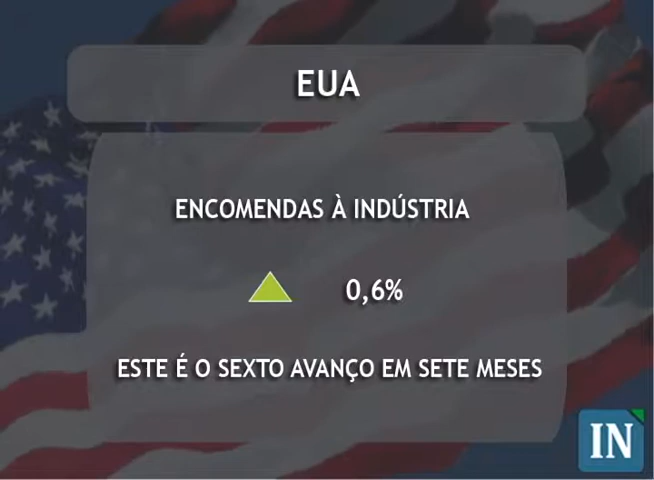 EUA
ENCOMENDAS À INDÚSTRIA
0,6%
ESTE É O SEXTO AVANÇO EM SETE MESES
IN